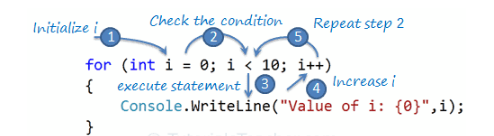 Initialize i
Check the condition
Repeat step 2
1 2 5
for (int i = 0; i < 10; i++)
{
execute statement 3 4 Increase i
Console.WriteLine("Value of i: {0}",i);
}